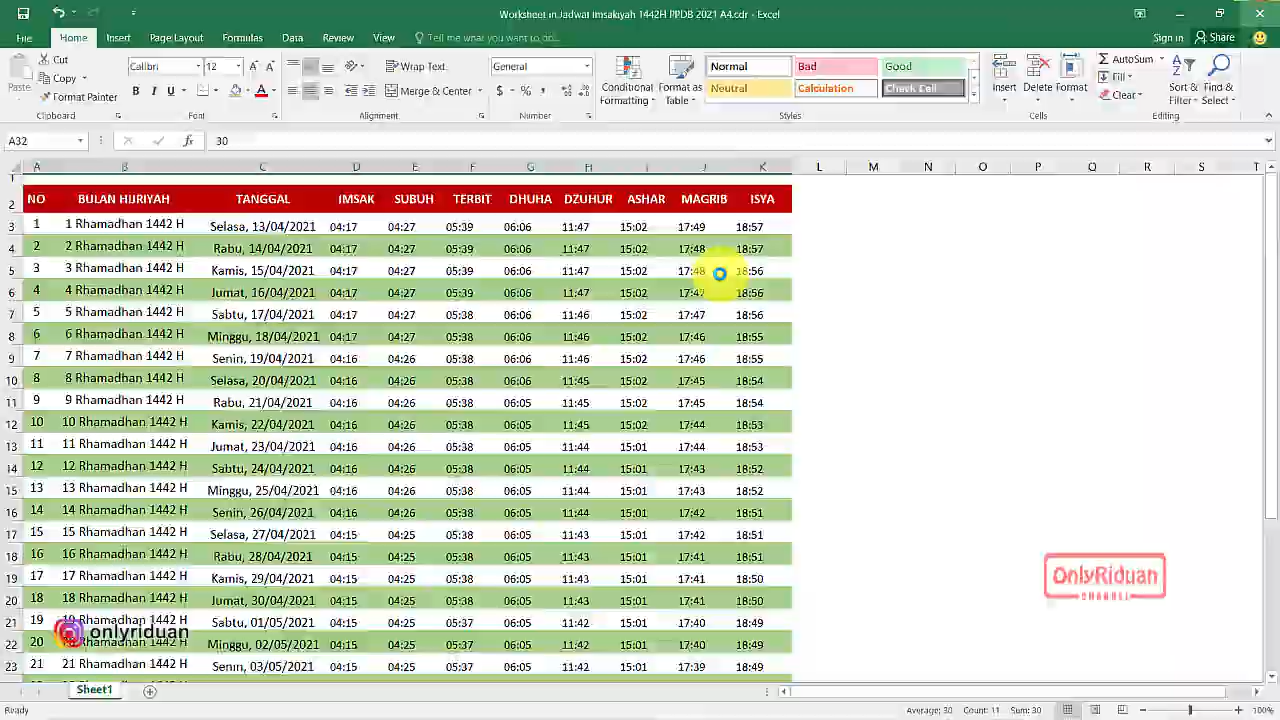 Worksheet in Jadwal Imsakiyah 1442H PPDB 2021 A4.cdr - Excel
File Home Insert Page Layout Formulas Data Review View Tell me what you want to do... Sign in Share
Paste Cut Copy Format Painter Clipboard
Calibri 12 B I U Font
Wrap Text Merge & Center Alignment
General $ % , Number
Conditional Formatting Format as Table Normal Bad Good Neutral Calculation Check Cell Styles
Insert Delete Format Cells
AutoSum Fill Clear Sort & Filter Find & Select Editing
A32 fx 30
A B C D E F G H I J K L M N O P Q R S T
1
2 NO BULAN HIJRIYAH TANGGAL IMSAK SUBUH TERBIT DHUHA DZUHUR ASHAR MAGRIB ISYA
3 1 1 Rhamadhan 1442 H Selasa, 13/04/2021 04:17 04:27 05:39 06:06 11:47 15:02 17:49 18:57
4 2 2 Rhamadhan 1442 H Rabu, 14/04/2021 04:17 04:27 05:39 06:06 11:47 15:02 17:48 18:57
5 3 3 Rhamadhan 1442 H Kamis, 15/04/2021 04:17 04:27 05:39 06:06 11:47 15:02 17:48 18:56
6 4 4 Rhamadhan 1442 H Jumat, 16/04/2021 04:17 04:27 05:39 06:06 11:47 15:02 17:47 18:56
7 5 5 Rhamadhan 1442 H Sabtu, 17/04/2021 04:17 04:27 05:38 06:06 11:46 15:02 17:47 18:56
8 6 6 Rhamadhan 1442 H Minggu, 18/04/2021 04:17 04:27 05:38 06:06 11:46 15:02 17:46 18:55
9 7 7 Rhamadhan 1442 H Senin, 19/04/2021 04:16 04:26 05:38 06:06 11:46 15:02 17:46 18:55
10 8 8 Rhamadhan 1442 H Selasa, 20/04/2021 04:16 04:26 05:38 06:06 11:45 15:02 17:45 18:54
11 9 9 Rhamadhan 1442 H Rabu, 21/04/2021 04:16 04:26 05:38 06:06 11:45 15:02 17:45 18:54
12 10 10 Rhamadhan 1442 H Kamis, 22/04/2021 04:16 04:26 05:38 06:05 11:45 15:02 17:44 18:53
13 11 11 Rhamadhan 1442 H Jumat, 23/04/2021 04:16 04:26 05:38 06:05 11:44 15:01 17:44 18:53
14 12 12 Rhamadhan 1442 H Sabtu, 24/04/2021 04:16 04:26 05:38 06:05 11:44 15:01 17:43 18:52
15 13 13 Rhamadhan 1442 H Minggu, 25/04/2021 04:16 04:26 05:38 06:05 11:44 15:01 17:43 18:52
16 14 14 Rhamadhan 1442 H Senin, 26/04/2021 04:16 04:26 05:38 06:05 11:44 15:01 17:42 18:51
17 15 15 Rhamadhan 1442 H Selasa, 27/04/2021 04:15 04:25 05:38 06:05 11:43 15:01 17:42 18:51
18 16 16 Rhamadhan 1442 H Rabu, 28/04/2021 04:15 04:25 05:38 06:05 11:43 15:01 17:41 18:51
19 17 17 Rhamadhan 1442 H Kamis, 29/04/2021 04:15 04:25 05:38 06:05 11:43 15:01 17:41 18:50
20 18 18 Rhamadhan 1442 H Jumat, 30/04/2021 04:15 04:25 05:38 06:05 11:43 15:01 17:41 18:50
21 19 19 Rhamadhan 1442 H Sabtu, 01/05/2021 04:15 04:25 05:37 06:05 11:42 15:01 17:40 18:49
22 20 Rhamadhan 1442 H Minggu, 02/05/2021 04:15 04:25 05:37 06:05 11:42 15:01 17:40 18:49
23 21 21 Rhamadhan 1442 H Senin, 03/05/2021 04:15 04:25 05:37 06:05 11:42 15:01 17:39 18:49
onlyriduan
OnlyRiduan
CHANNEL
Sheet1
Ready Average: 30 Count: 11 Sum: 30 100%